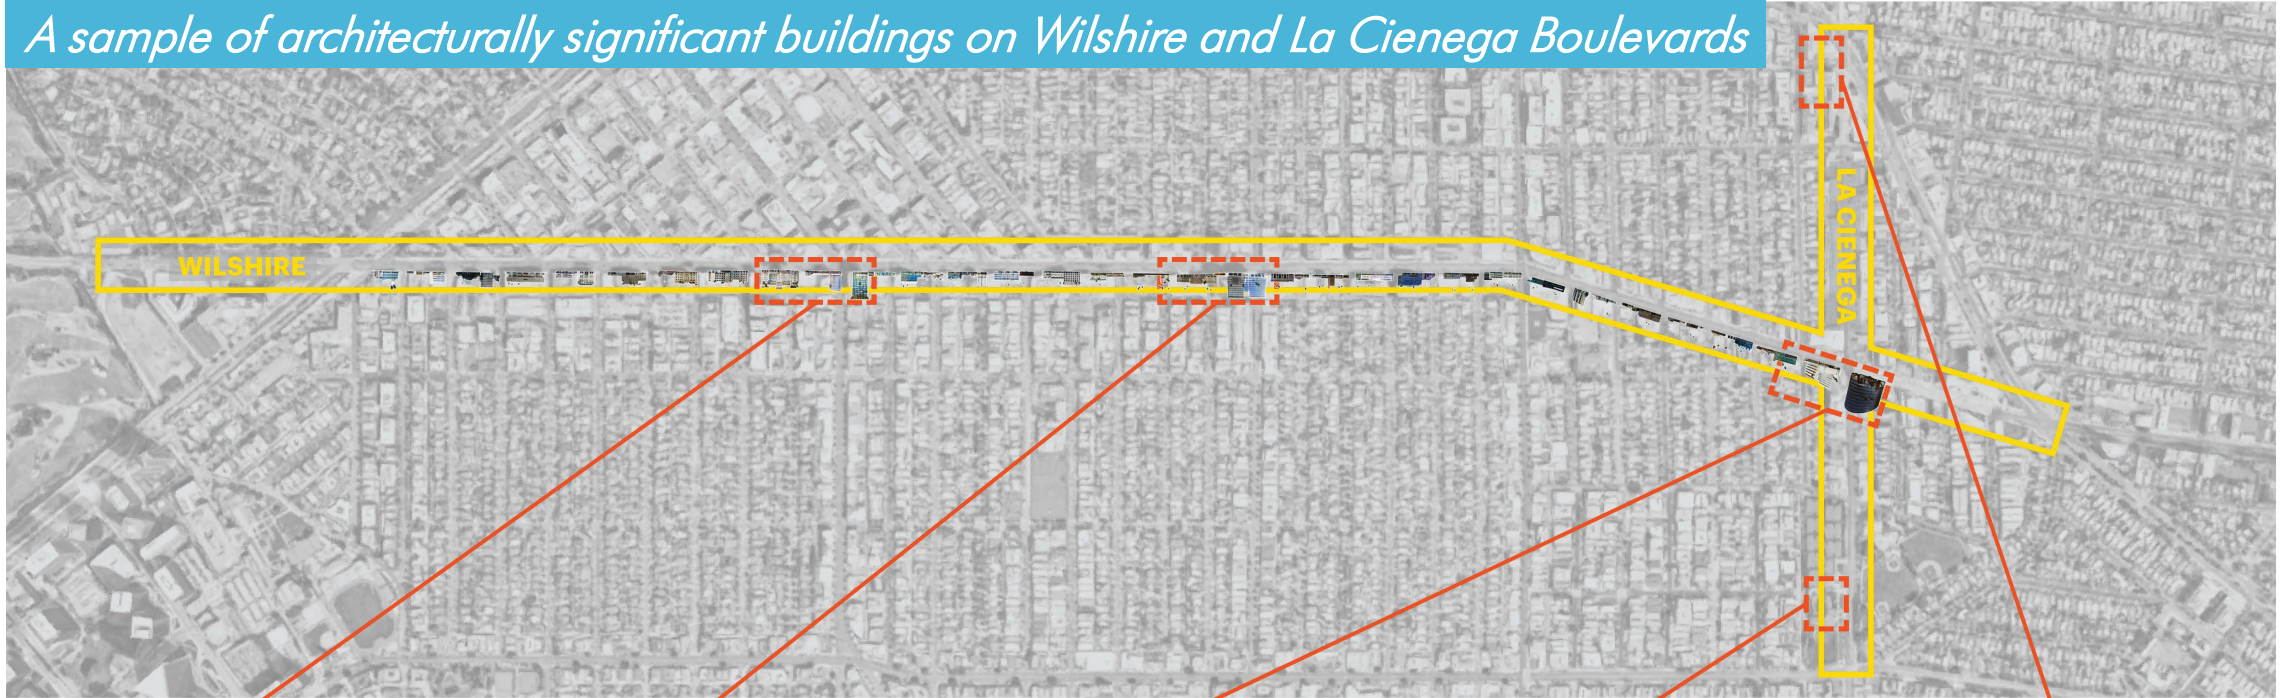 A sample of architecturally significant buildings on Wilshire and La Cienega Boulevards
WILSHIRE
LA CIENEGA